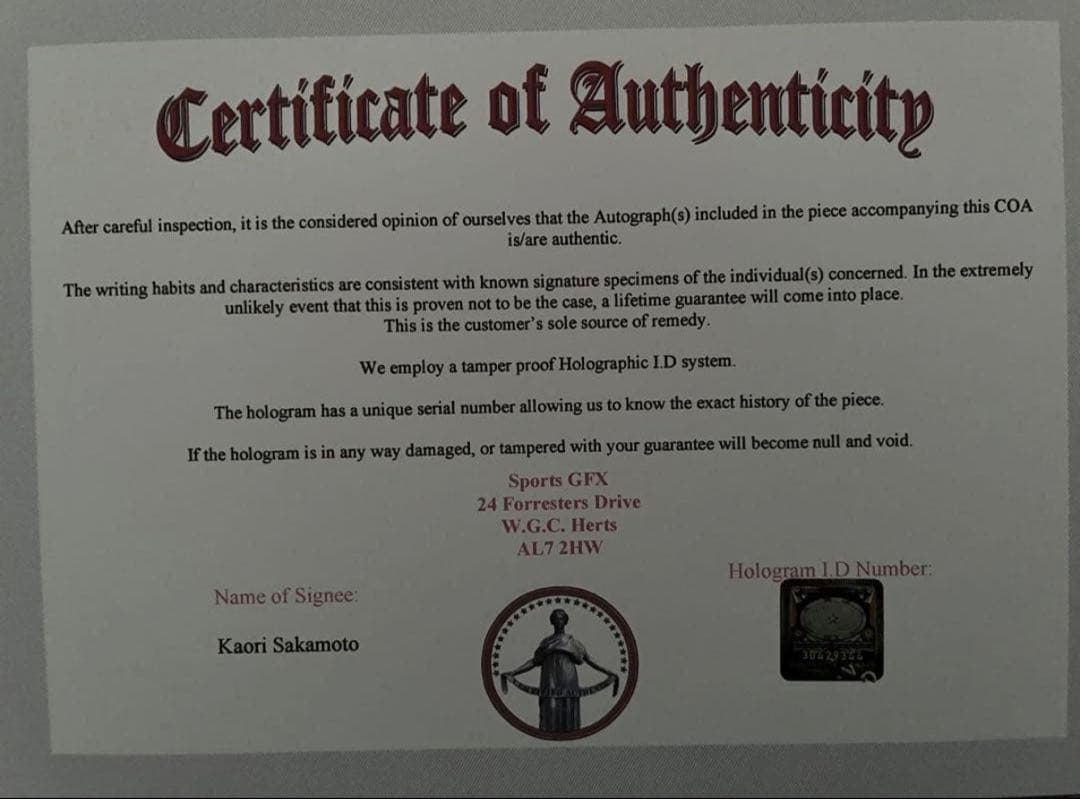 Certificate of Authenticity
After careful inspection, it is the considered opinion of ourselves that the Autograph(s) included in the piece accompanying this COA
is/are authentic.
The writing habits and characteristics are consistent with known signature specimens of the individual(s) concerned. In the extremely
unlikely event that this is proven not to be the case, a lifetime guarantee will come into place.
This is the customer's sole source of remedy.
We employ a tamper proof Holographic I.D system.
The hologram has a unique serial number allowing us to know the exact history of the piece.
If the hologram is in any way damaged, or tampered with your guarantee will become null and void.
Sports GFX
24 Forresters Drive
W.G.C. Herts
AL7 2HW
Hologram I.D Number:
Name of Signee:
Kaori Sakamoto